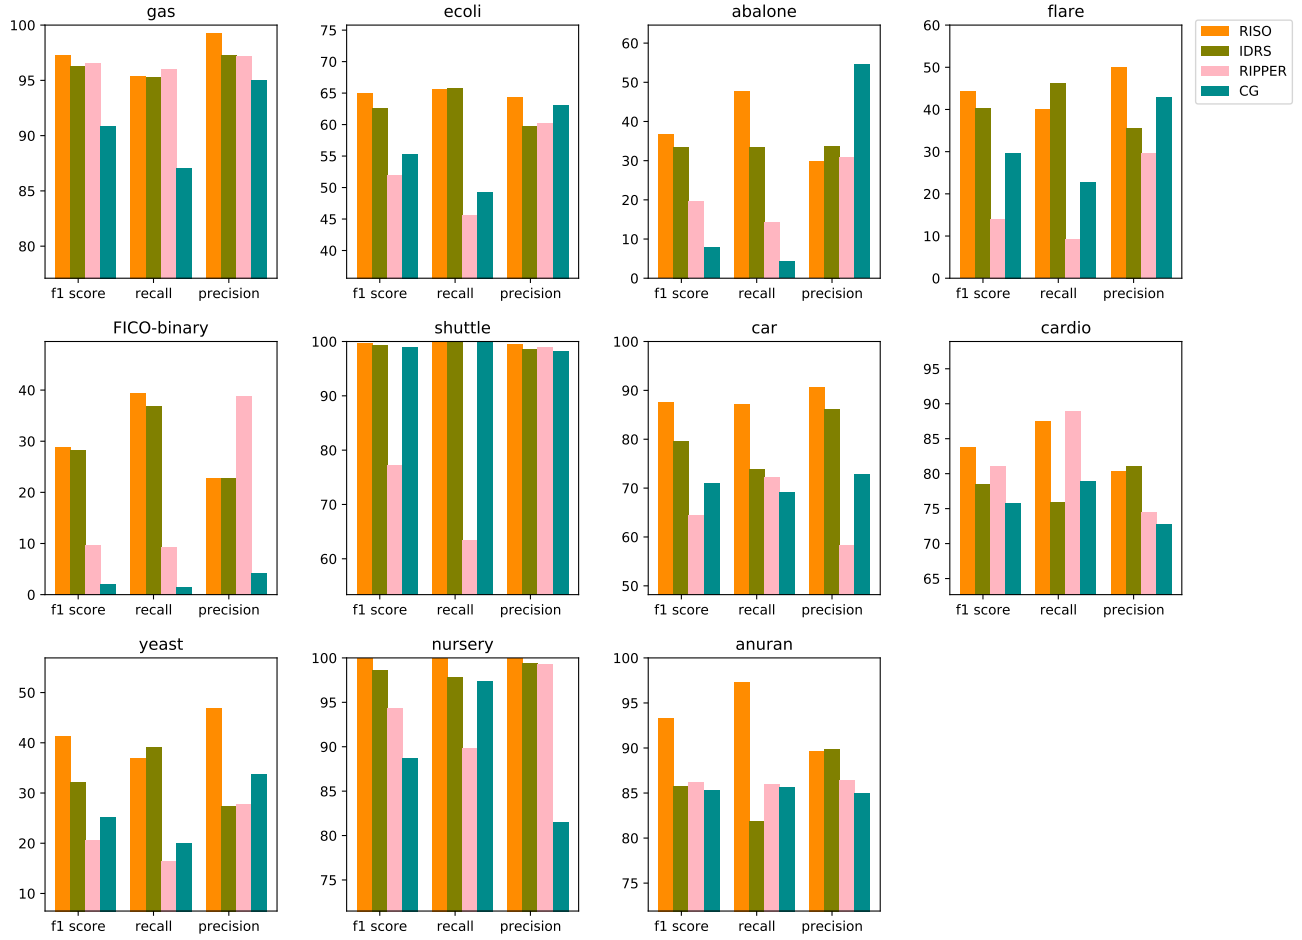 gas
100
95
90
85
80
f1 score recall precision
ecoli
75
70
65
60
55
50
45
40
f1 score recall precision
abalone
60
50
40
30
20
10
0
f1 score recall precision
flare
60
50
40
30
20
10
0
f1 score recall precision
RISO
IDRS
RIPPER
CG
FICO-binary
40
30
20
10
0
f1 score recall precision
shuttle
100
90
80
70
60
f1 score recall precision
car
100
90
80
70
60
50
f1 score recall precision
cardio
95
90
85
80
75
70
65
f1 score recall precision
yeast
50
40
30
20
10
f1 score recall precision
nursery
100
95
90
85
80
75
f1 score recall precision
anuran
100
95
90
85
80
75
f1 score recall precision